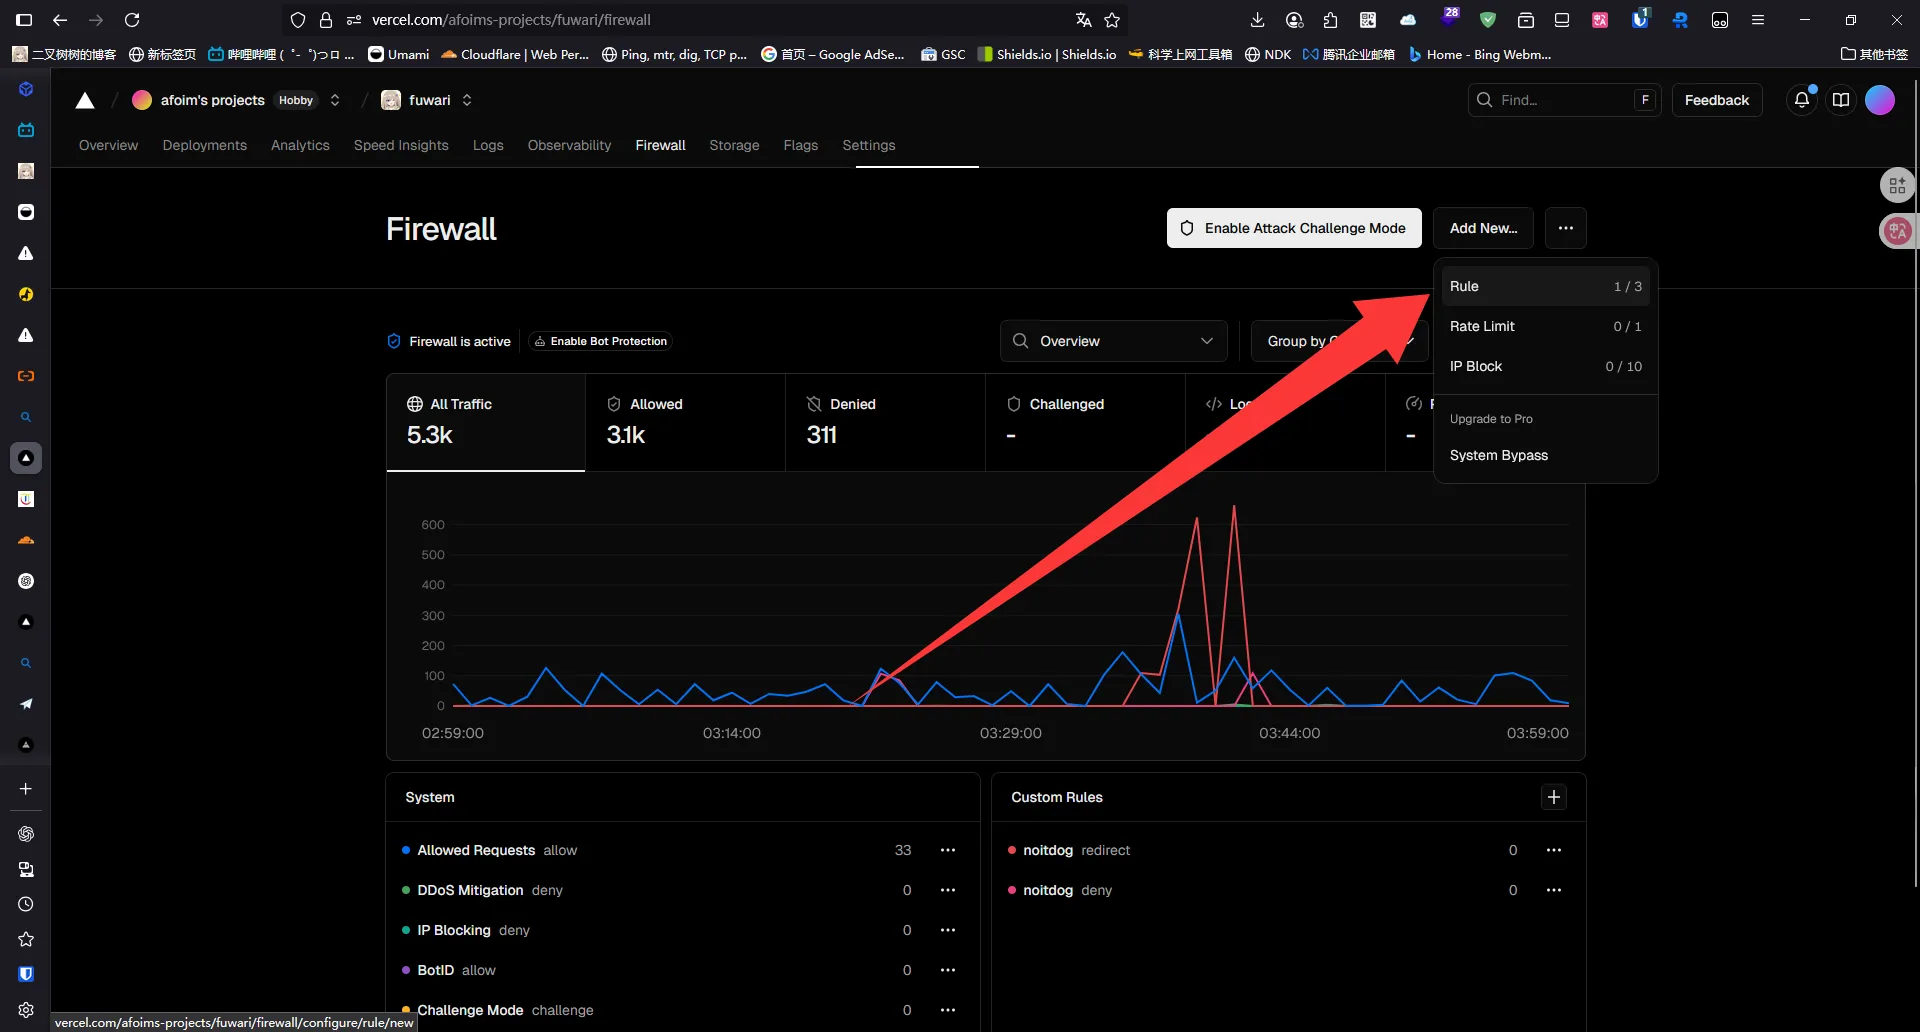 vercel.com/afoims-projects/fuwari/firewall
28
1
二叉树树的博客
新标签页
哔哩哔哩 ( ゜- ゜)つロ ...
Umami
Cloudflare | Web Per...
Ping, mtr, dig, TCP p...
首页 – Google AdSe...
GSC
Shields.io | Shields.io
科学上网工具箱
NDK
腾讯企业邮箱
Home - Bing Webm...
其他书签
afoim's projects Hobby / fuwari
Find... F
Feedback
Overview Deployments Analytics Speed Insights Logs Observability Firewall Storage Flags Settings
Firewall
Enable Attack Challenge Mode
Add New...
Rule 1 / 3
Rate Limit 0 / 1
IP Block 0 / 10
Upgrade to Pro
System Bypass
Firewall is active
Enable Bot Protection
Overview
Group by
All Traffic
5.3k
Allowed
3.1k
Denied
311
Challenged
-
-
600
500
400
300
200
100
0
02:59:00 03:14:00 03:29:00 03:44:00 03:59:00
System
Allowed Requests allow 33
DDoS Mitigation deny 0
IP Blocking deny 0
BotID allow 0
Challenge Mode challenge 0
Custom Rules
noitdog redirect 0
noitdog deny 0
vercel.com/afoims-projects/fuwari/firewall/configure/rule/new